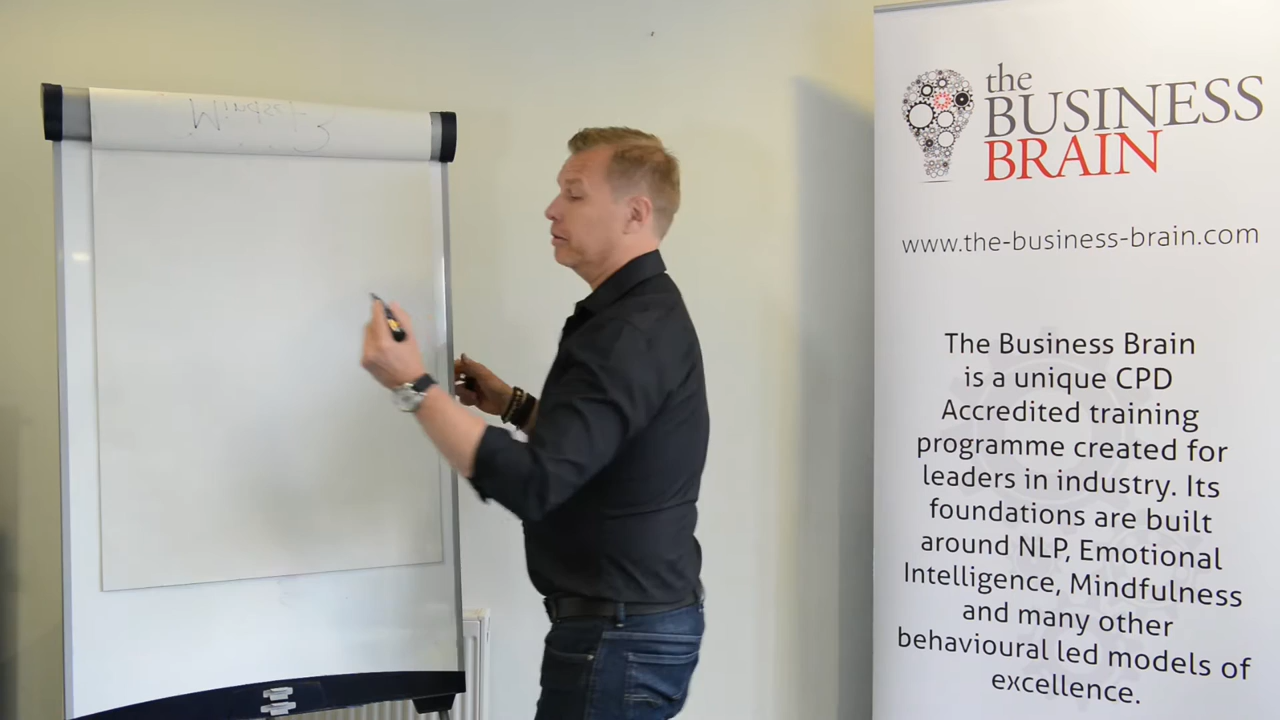 Mindset
the
BUSINESS
BRAIN
www.the-business-brain.com
The Business Brain
is a unique CPD
Accredited training
programme created for
leaders in industry. Its
foundations are built
around NLP, Emotional
Intelligence, Mindfulness
and many other
behavioural led models of
excellence.